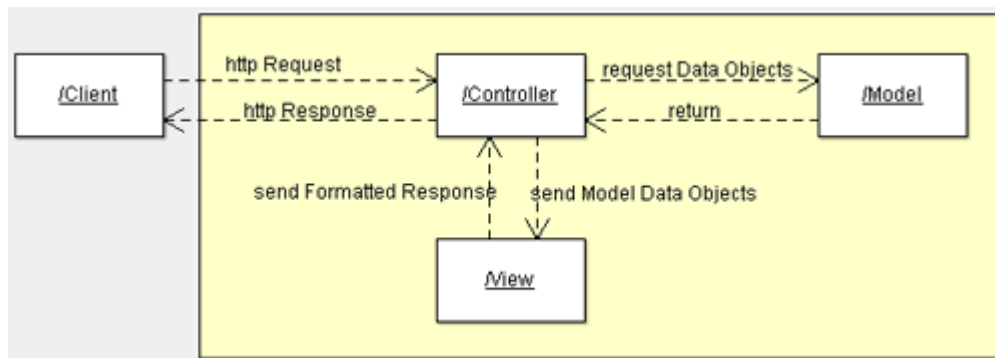 http Request
request Data Objects
/Client
/Controller
/Model
http Response
return
send Formatted Response
send Model Data Objects
/View